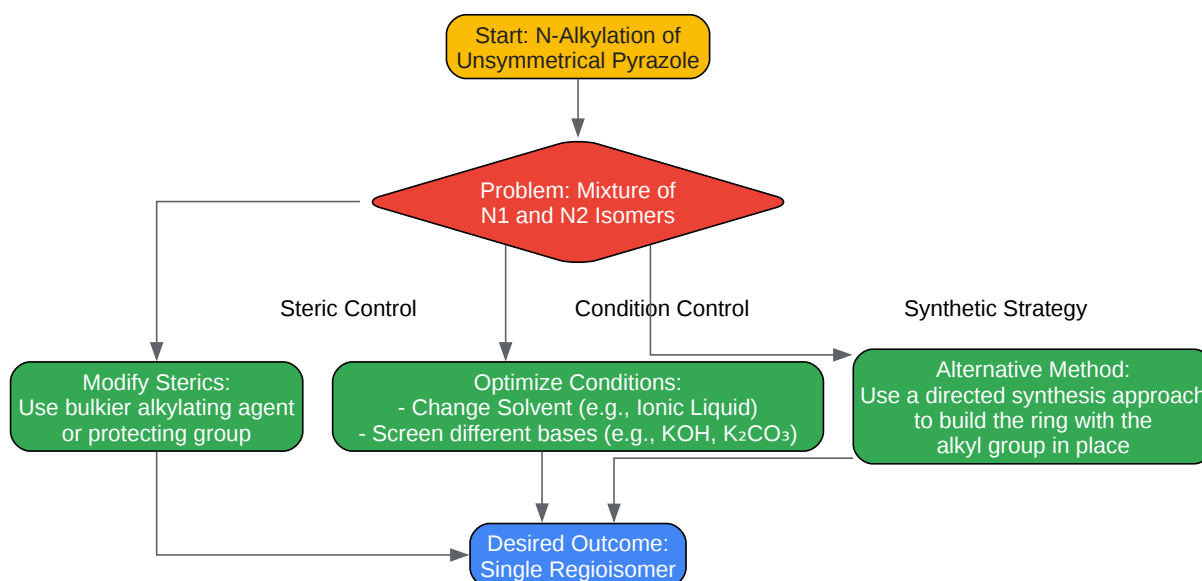 Start: N-Alkylation of
Unsymmetrical Pyrazole
Problem: Mixture of
N1 and N2 Isomers
Steric Control
Condition Control
Synthetic Strategy
Modify Sterics:
Use bulkier alkylating agent
or protecting group
Optimize Conditions:
- Change Solvent (e.g., Ionic Liquid)
- Screen different bases (e.g., KOH, K₂CO₃)
Alternative Method:
Use a directed synthesis approach
to build the ring with the
alkyl group in place
Desired Outcome:
Single Regioisomer